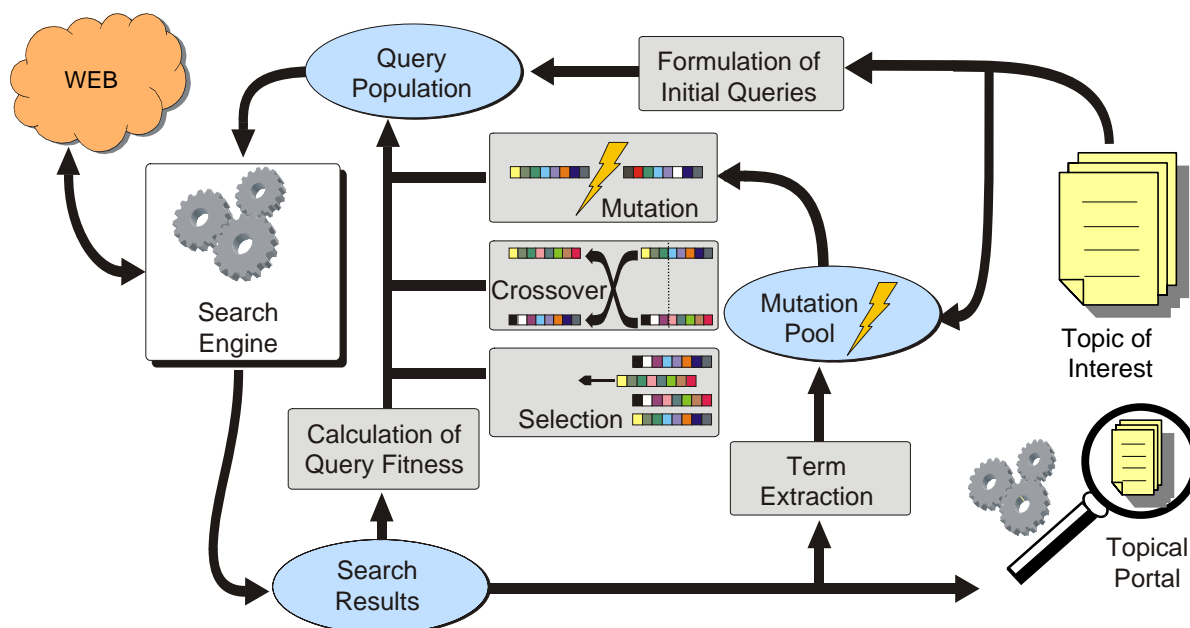 WEB
Query
Population
Formulation of
Initial Queries
Mutation
Search
Engine
Crossover
Mutation
Pool
Topic of
Interest
Selection
Calculation of
Query Fitness
Term
Extraction
Search
Results
Topical
Portal